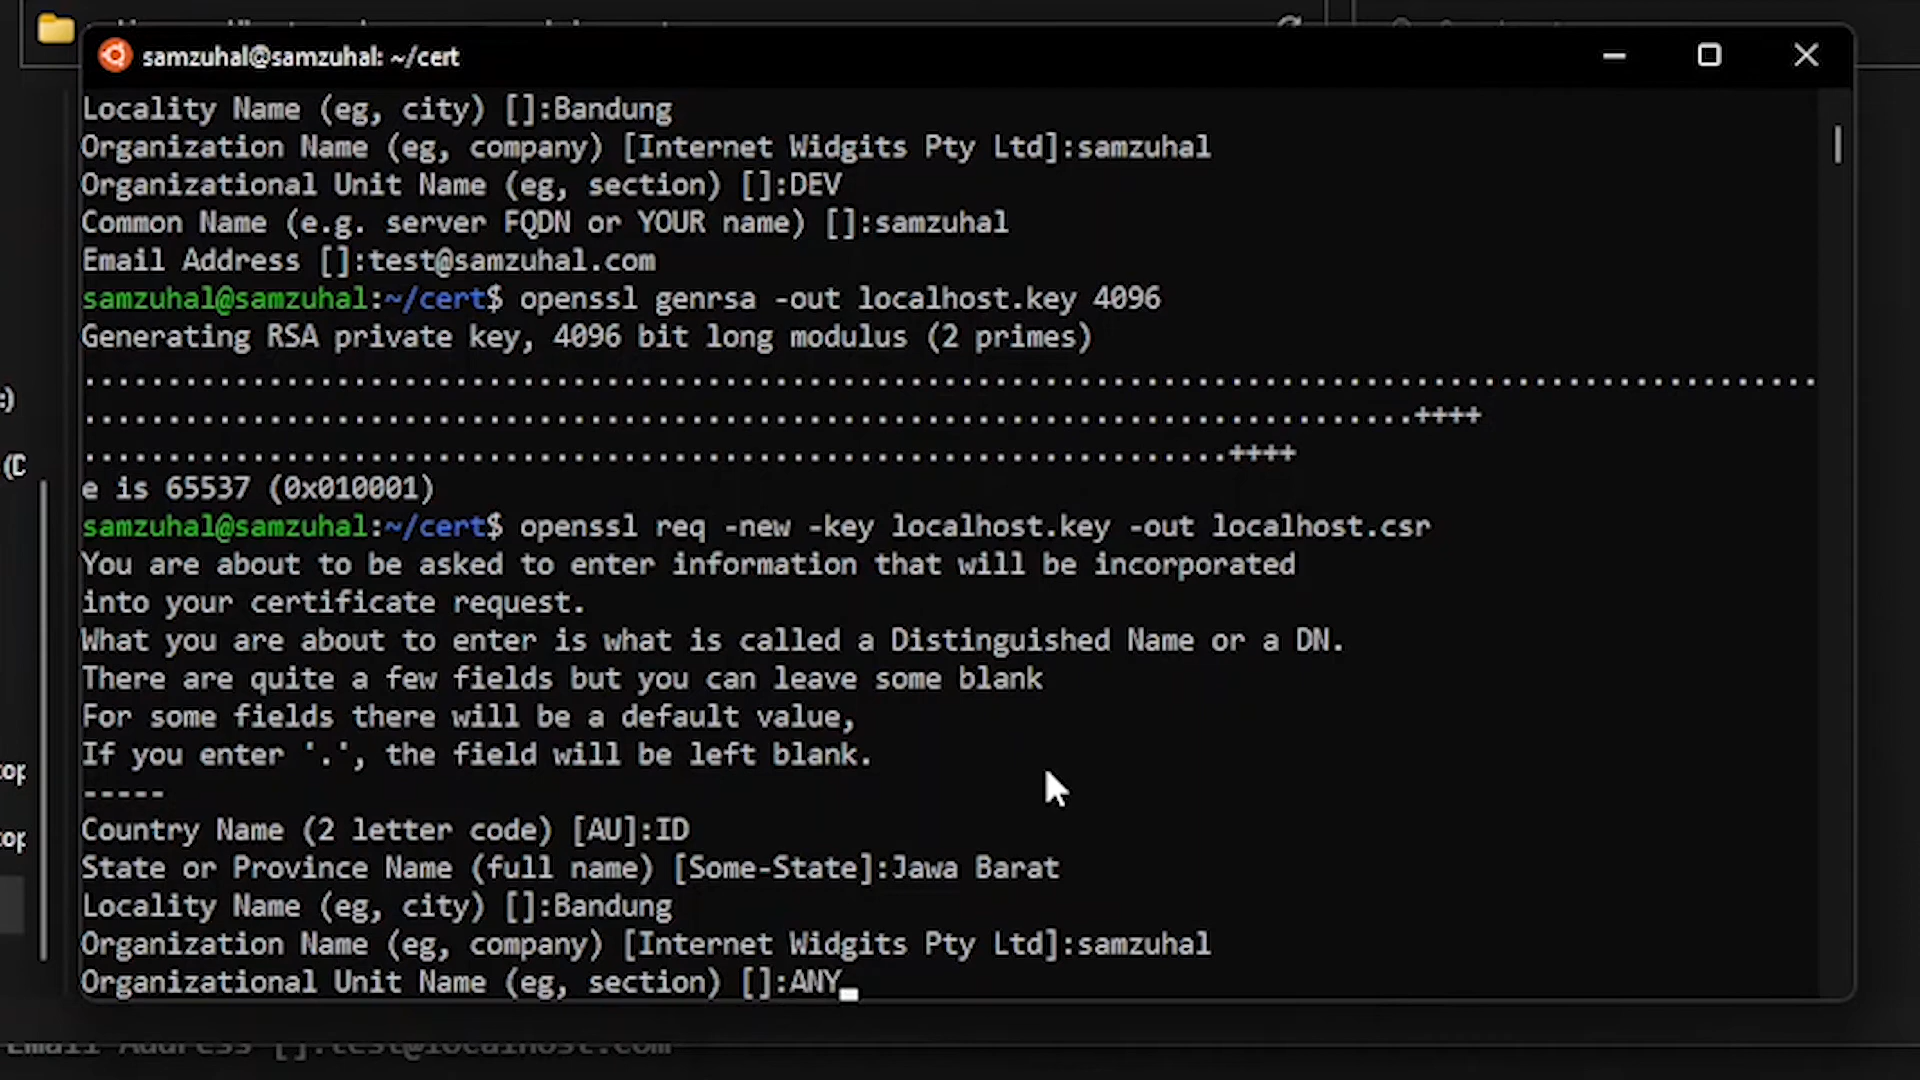 samzuhal@samzuhal: ~/cert
Locality Name (eg, city) []:Bandung
Organization Name (eg, company) [Internet Widgits Pty Ltd]:samzuhal
Organizational Unit Name (eg, section) []:DEV
Common Name (e.g. server FQDN or YOUR name) []:samzuhal
Email Address []:test@samzuhal.com
samzuhal@samzuhal:~/cert$ openssl genrsa -out localhost.key 4096
Generating RSA private key, 4096 bit long modulus (2 primes)
.......................................................................................................
...............................................................................++++
....................................................................++++
e is 65537 (0x010001)
samzuhal@samzuhal:~/cert$ openssl req -new -key localhost.key -out localhost.csr
You are about to be asked to enter information that will be incorporated
into your certificate request.
What you are about to enter is what is called a Distinguished Name or a DN.
There are quite a few fields but you can leave some blank
For some fields there will be a default value,
If you enter '.', the field will be left blank.
-----
Country Name (2 letter code) [AU]:ID
State or Province Name (full name) [Some-State]:Jawa Barat
Locality Name (eg, city) []:Bandung
Organization Name (eg, company) [Internet Widgits Pty Ltd]:samzuhal
Organizational Unit Name (eg, section) []:ANY
Email Address []:test@localhost.com